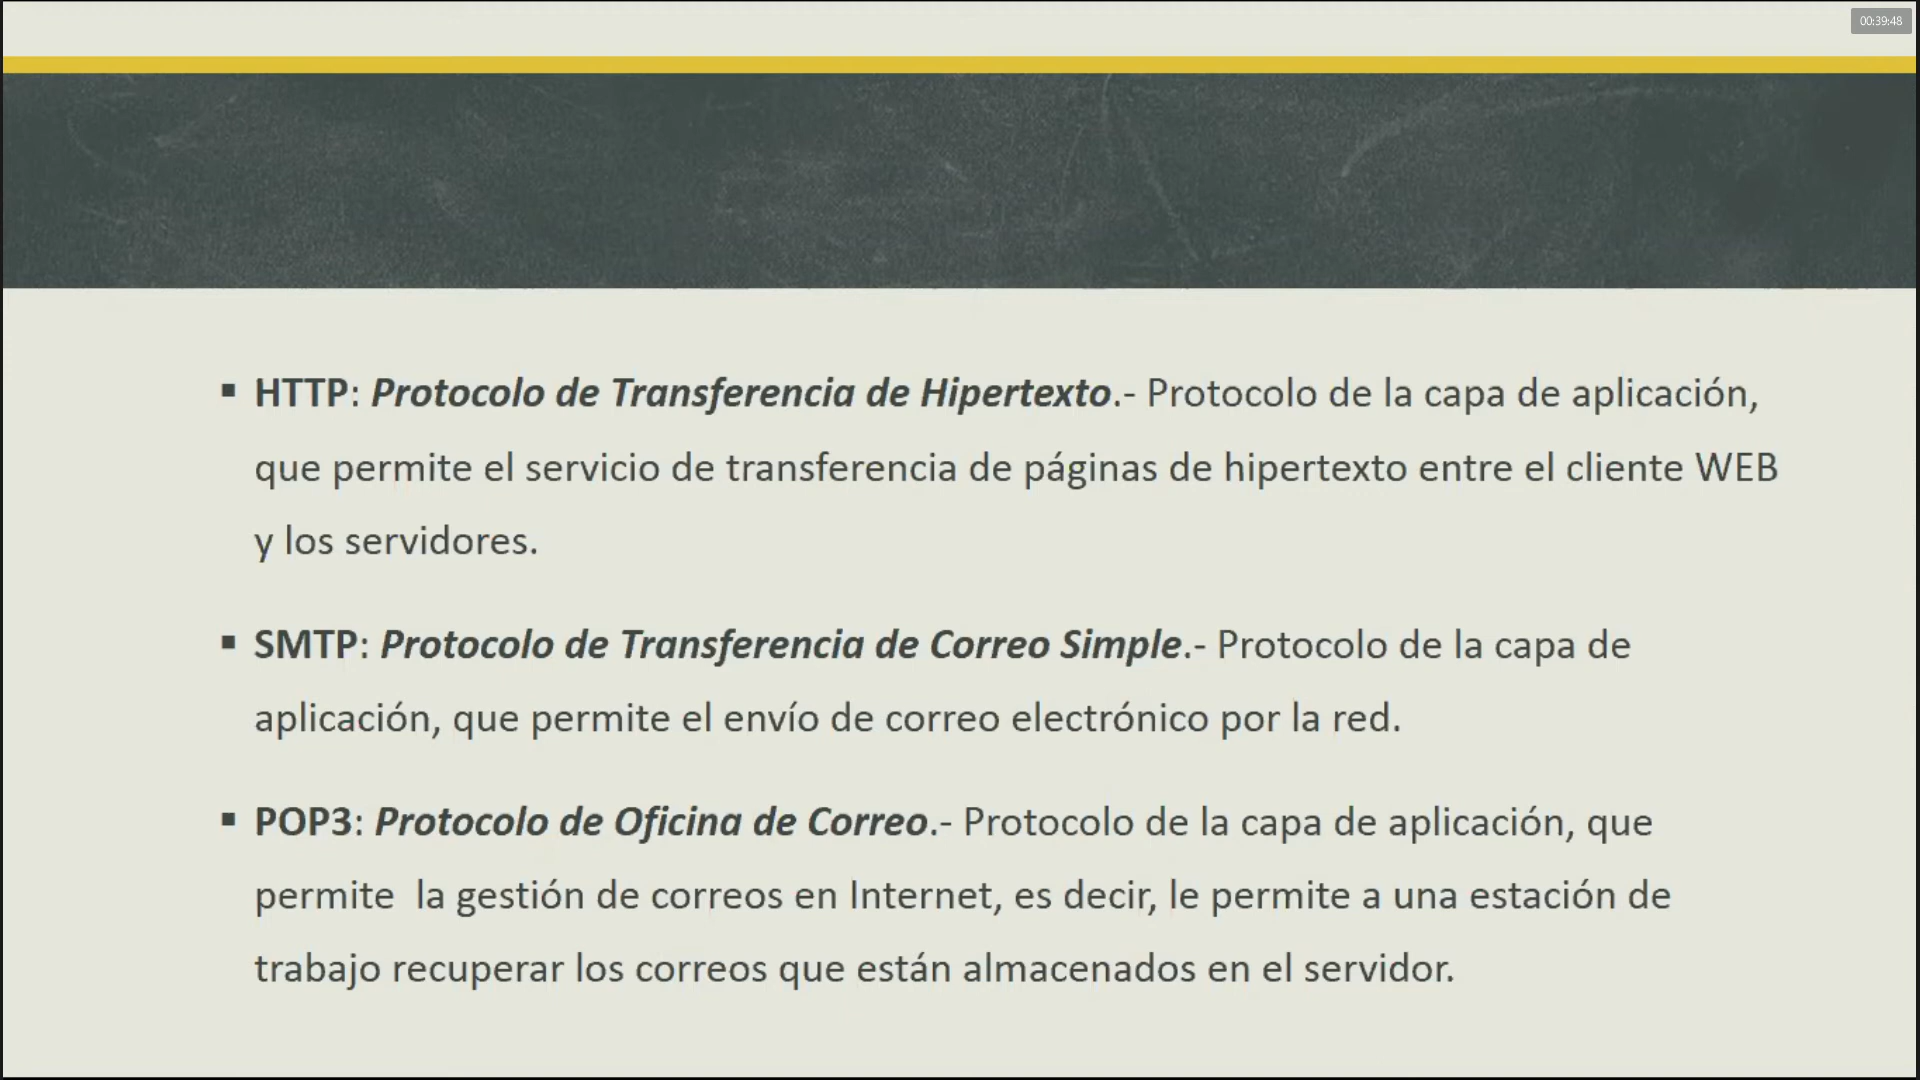 00:39:48
▪ HTTP: Protocolo de Transferencia de Hipertexto.- Protocolo de la capa de aplicación,
que permite el servicio de transferencia de páginas de hipertexto entre el cliente WEB
y los servidores.
▪ SMTP: Protocolo de Transferencia de Correo Simple.- Protocolo de la capa de
aplicación, que permite el envío de correo electrónico por la red.
▪ POP3: Protocolo de Oficina de Correo.- Protocolo de la capa de aplicación, que
permite  la gestión de correos en Internet, es decir, le permite a una estación de
trabajo recuperar los correos que están almacenados en el servidor.